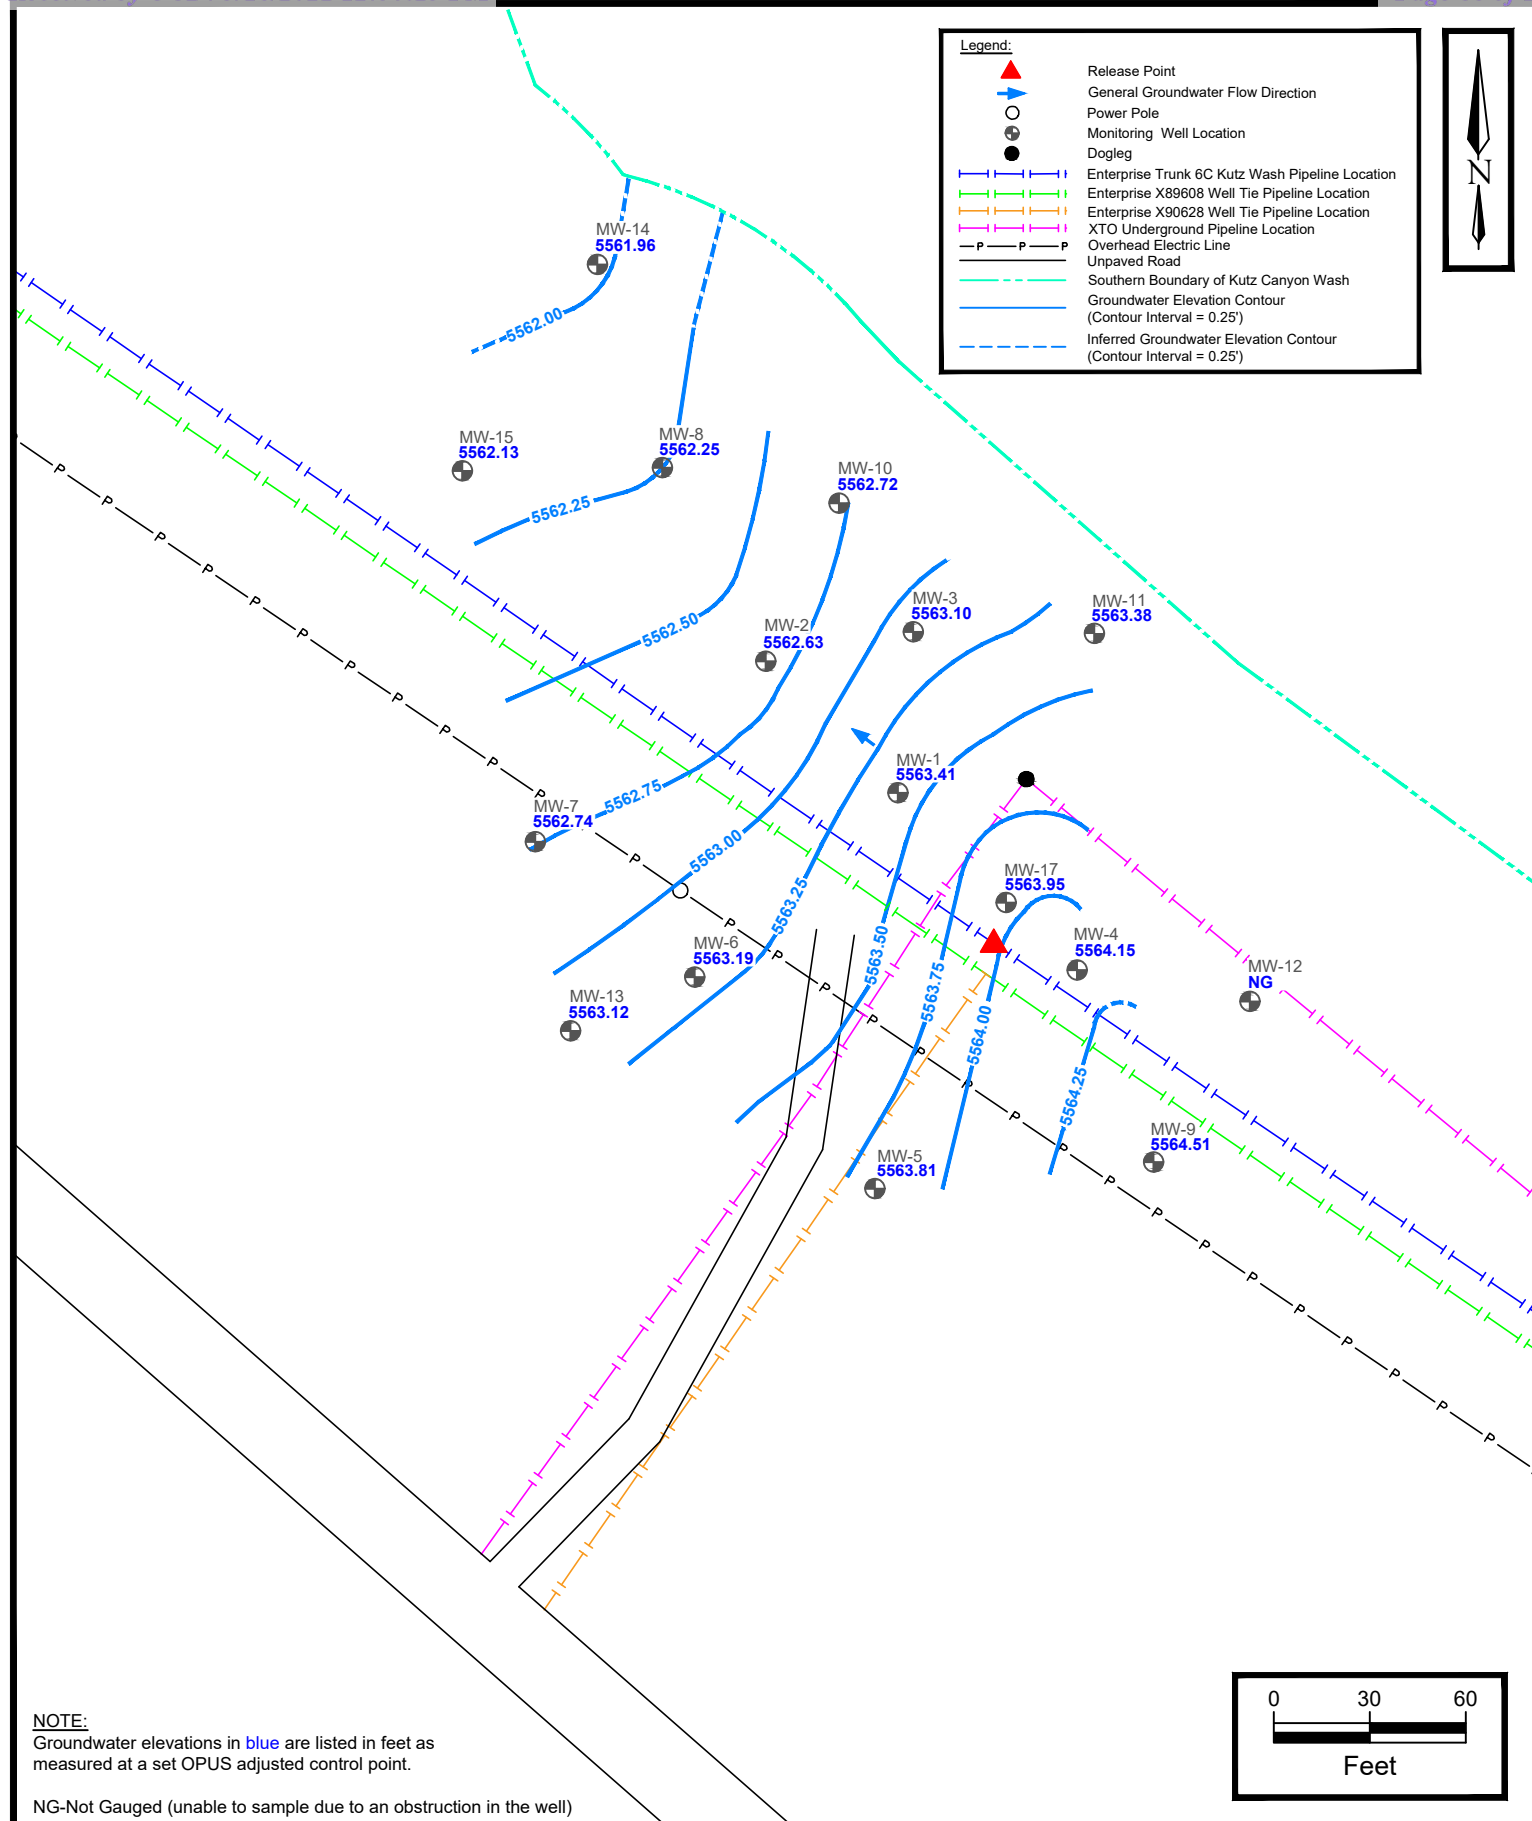 Legend:
Release Point
General Groundwater Flow Direction
Power Pole
Monitoring Well Location
Dogleg
Enterprise Trunk 6C Kutz Wash Pipeline Location
Enterprise X89608 Well Tie Pipeline Location
Enterprise X90628 Well Tie Pipeline Location
XTO Underground Pipeline Location
P P P Overhead Electric Line
Unpaved Road
Southern Boundary of Kutz Canyon Wash
Groundwater Elevation Contour
(Contour Interval = 0.25')
Inferred Groundwater Elevation Contour
(Contour Interval = 0.25')
N
MW-14
5561.96
5562.00
MW-15
5562.13
MW-8
5562.25
5562.25
MW-10
5562.72
MW-3
5563.10
MW-11
5563.38
MW-2
5562.63
5562.50
MW-1
5563.41
5562.75
MW-7
5562.74
5563.00
5563.25
MW-17
5563.95
MW-6
5563.19
5563.50
5563.75
MW-4
5564.15
MW-12
NG
MW-13
5563.12
5564.00
5564.25
MW-9
5564.51
MW-5
5563.81
P P P P P P P P P P P P P P P P P P P P P P P P P P P P P P
0 30 60
Feet
NOTE:
Groundwater elevations in blue are listed in feet as
measured at a set OPUS adjusted control point.
NG-Not Gauged (unable to sample due to an obstruction in the well)